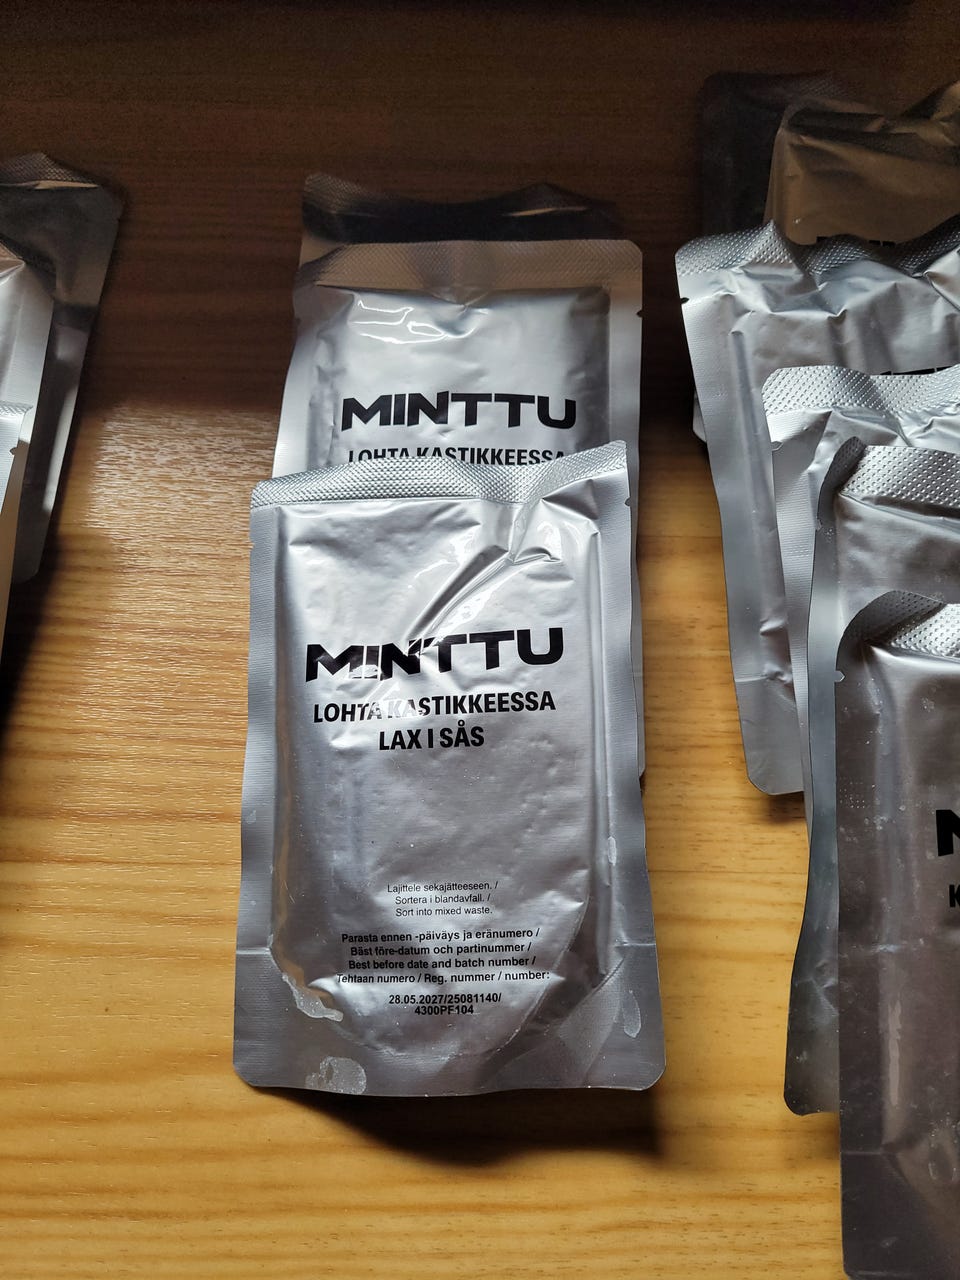 MINTTU
LOHTA KASTIKKEESSA
MINTTU
LOHTA KASTIKKEESSA
LAX I SÅS
Lajittele sekajätteeseen. /
Sortera i blandavfall. /
Sort into mixed waste.
Parasta ennen -päiväys ja eränumero /
Bäst före-datum och partinummer /
Best before date and batch number /
Tehtaan numero / Reg. nummer / number:
28.05.2027/25081140/
4300PF104